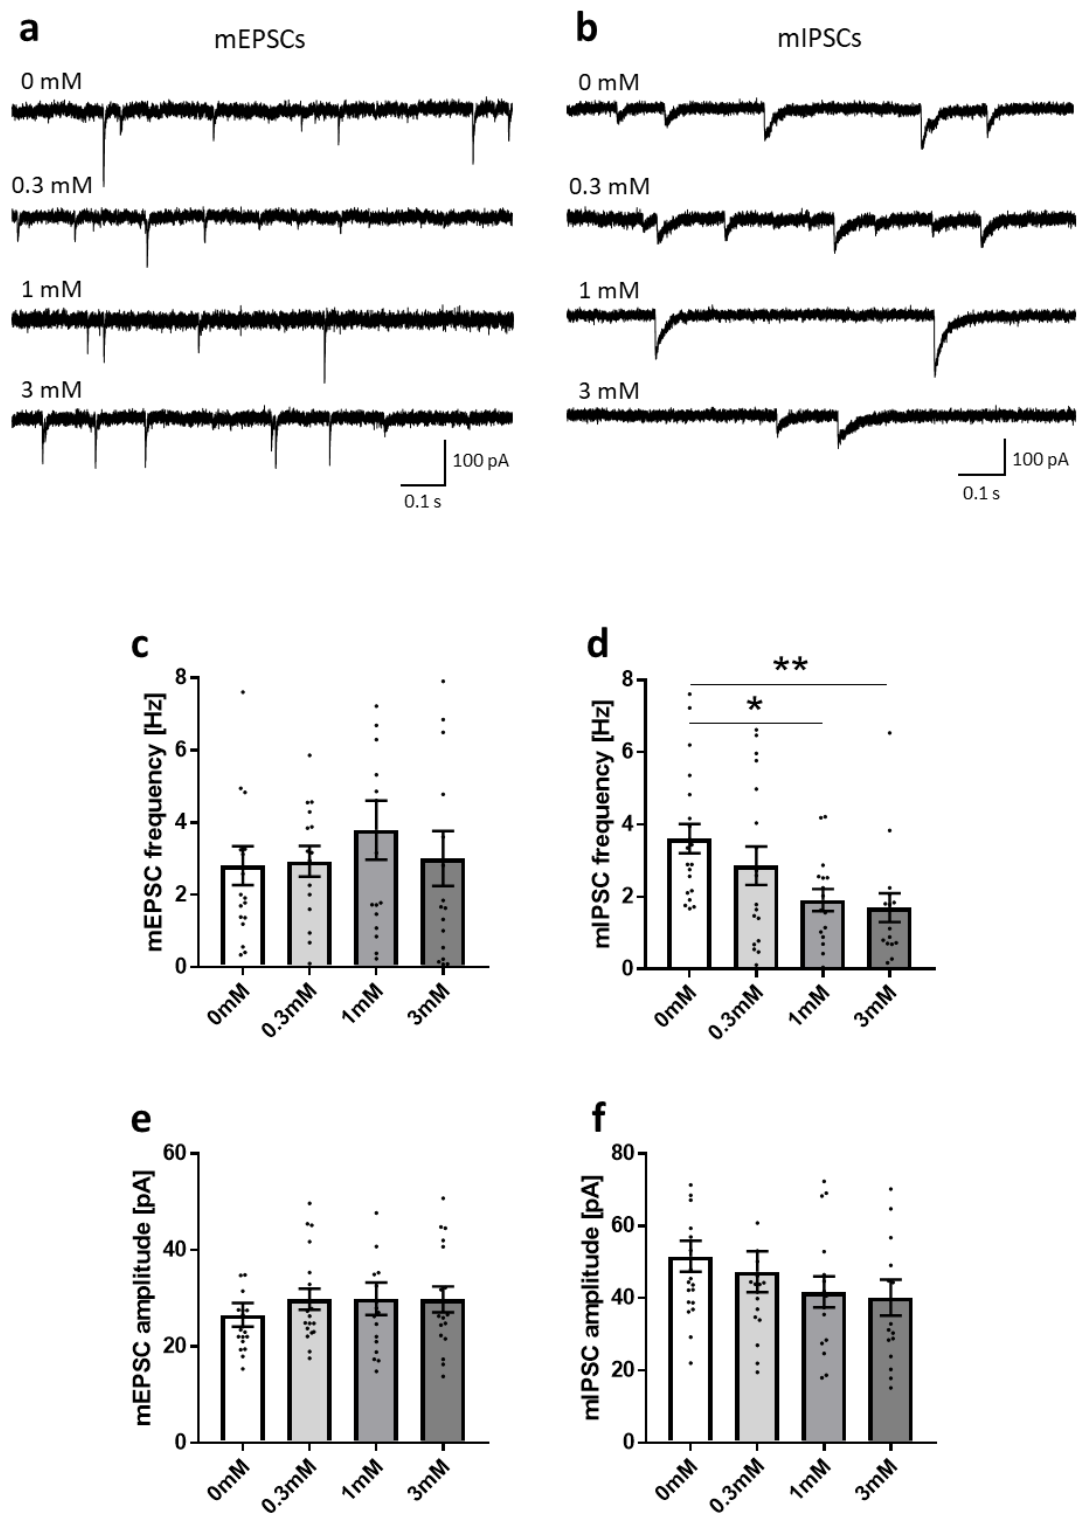 a
mEPSCs
0 mM
0.3 mM
1 mM
3 mM
100 pA
0.1 s
b
mIPSCs
0 mM
0.3 mM
1 mM
3 mM
100 pA
0.1 s
c
mEPSC frequency [Hz]
8
6
4
2
0
0mM
0.3mM
1mM
3mM
d
mIPSC frequency [Hz]
**
*
8
6
4
2
0
0mM
0.3mM
1mM
3mM
e
mEPSC amplitude [pA]
60
40
20
0
0mM
0.3mM
1mM
3mM
f
mIPSC amplitude [pA]
80
60
40
20
0
0mM
0.3mM
1mM
3mM